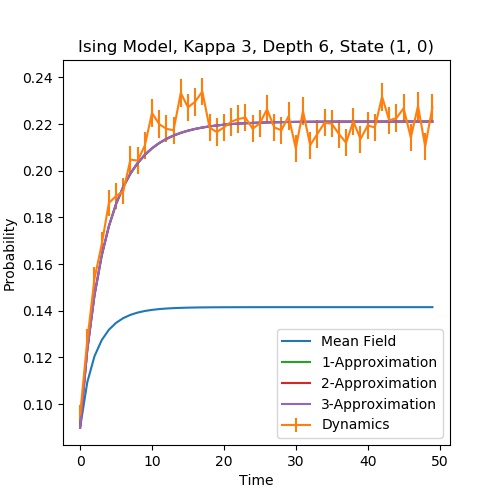 Ising Model, Kappa 3, Depth 6, State (1, 0)
0.24
0.22
0.20
0.18
0.16
0.14
0.12
0.10
Probability
0 10 20 30 40 50
Time
Mean Field
1-Approximation
2-Approximation
3-Approximation
Dynamics